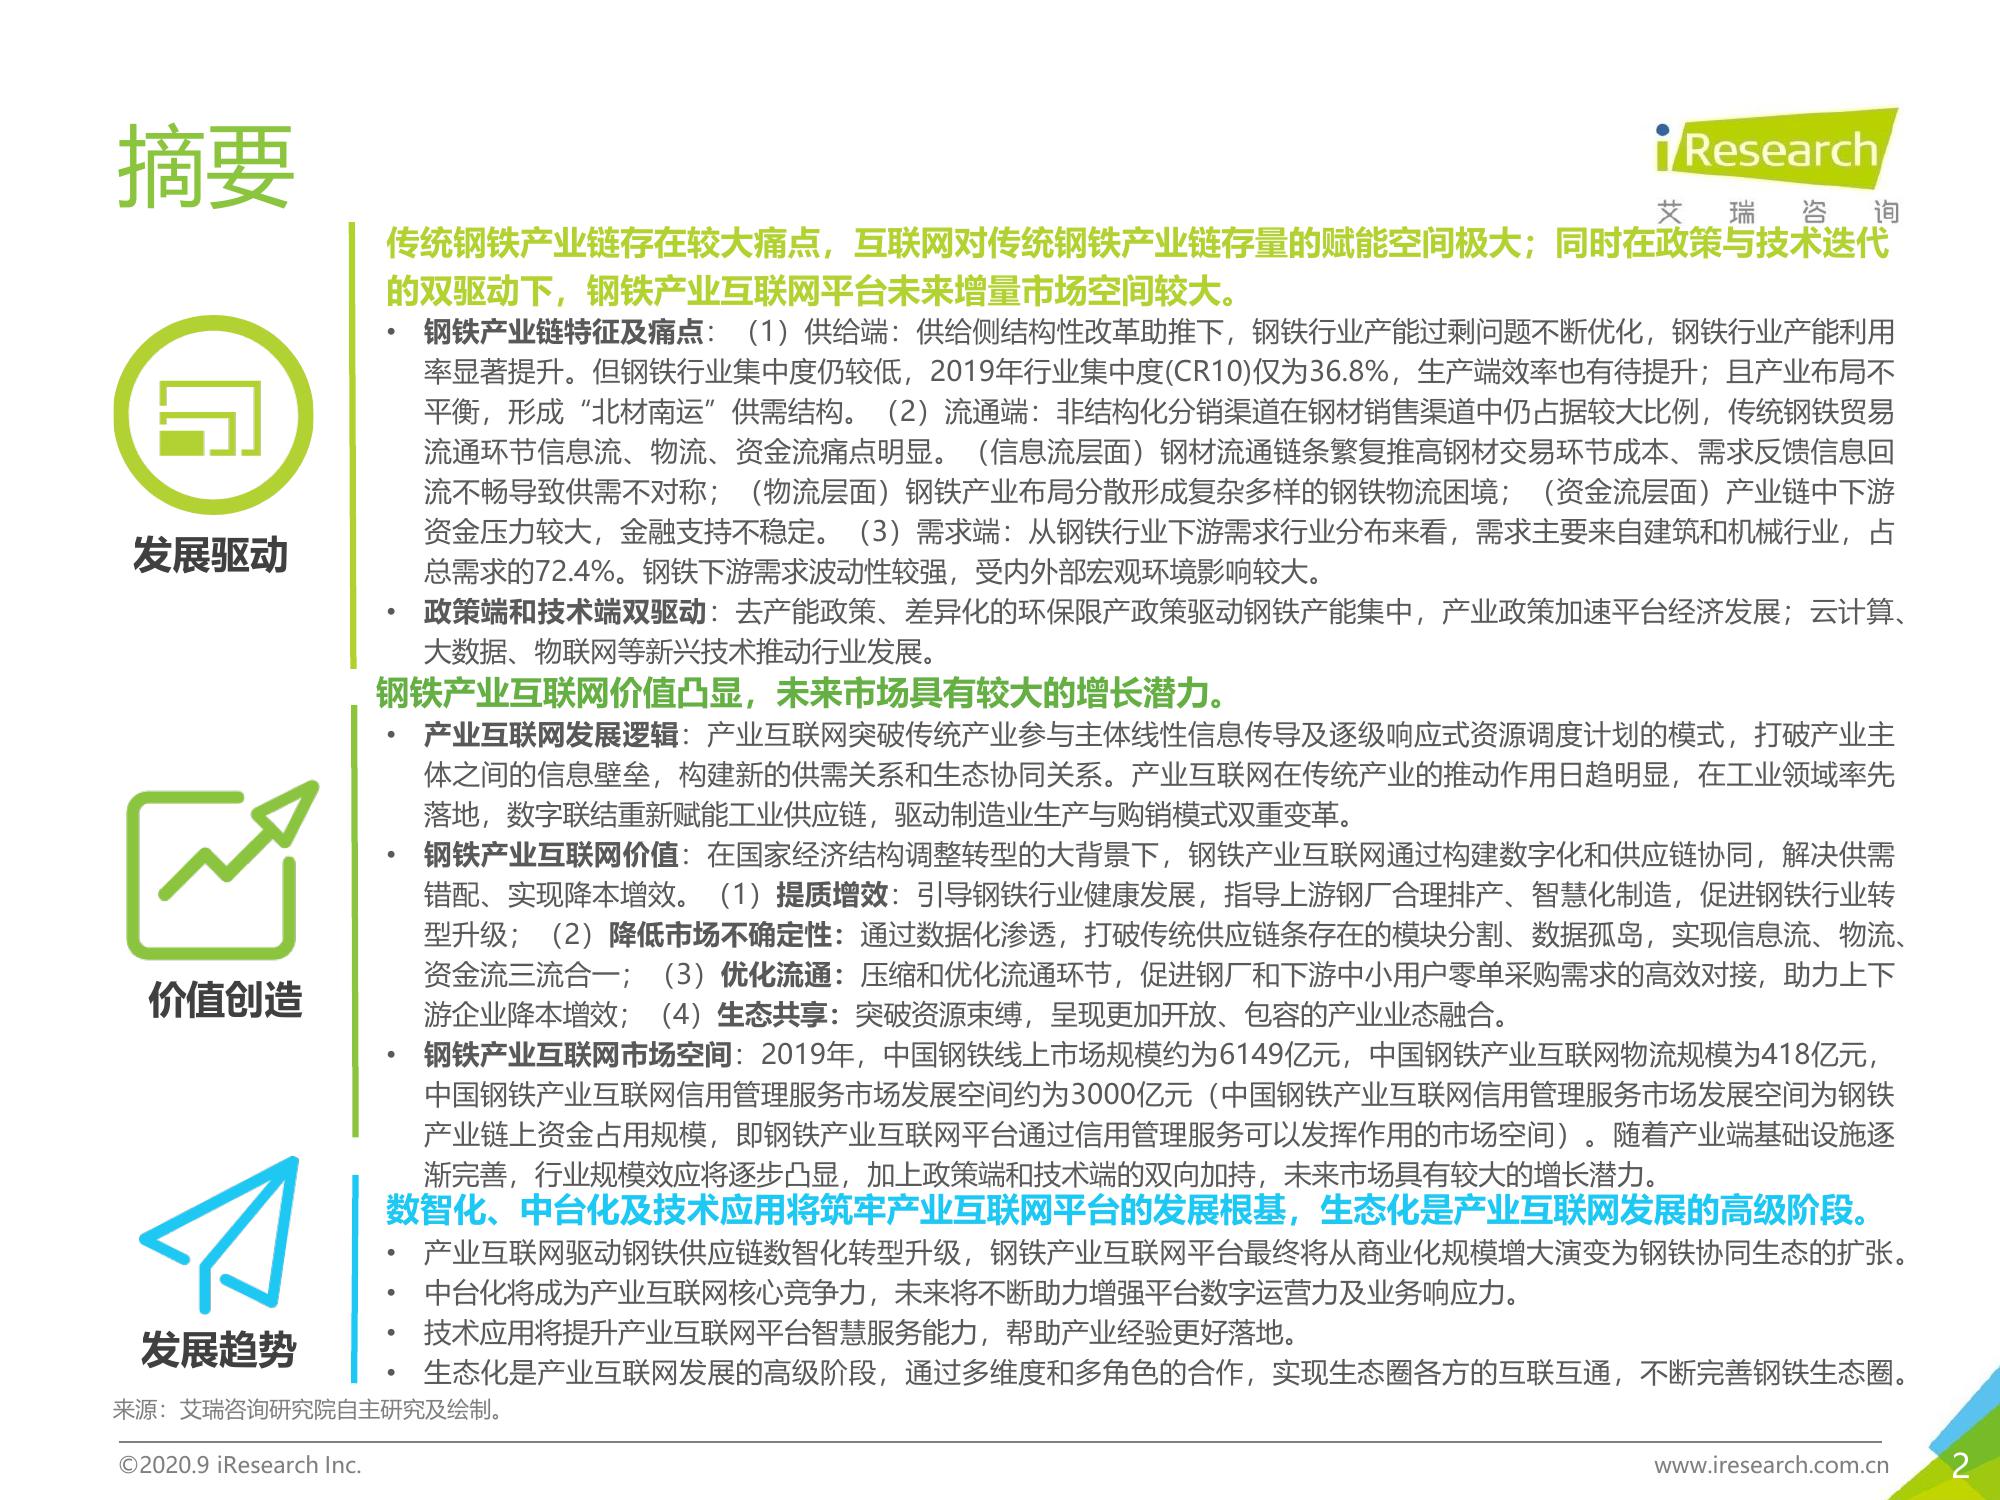 摘要
iResearch
艾瑞咨询
传统钢铁产业链存在较大痛点，互联网对传统钢铁产业链存量的赋能空间极大；同时在政策与技术迭代
的双驱动下，钢铁产业互联网平台未来增量市场空间较大。
• 钢铁产业链特征及痛点：（1）供给端：供给侧结构性改革助推下，钢铁行业产能过剩问题不断优化，钢铁行业产能利用
率显著提升。但钢铁行业集中度仍较低，2019年行业集中度(CR10)仅为36.8%，生产端效率也有待提升；且产业布局不
平衡，形成“北材南运”供需结构。（2）流通端：非结构化分销渠道在钢材销售渠道中仍占据较大比例，传统钢铁贸易
流通环节信息流、物流、资金流痛点明显。（信息流层面）钢材流通链条繁复推高钢材交易环节成本、需求反馈信息回
流不畅导致供需不对称；（物流层面）钢铁产业布局分散形成复杂多样的钢铁物流困境；（资金流层面）产业链中下游
资金压力较大，金融支持不稳定。（3）需求端：从钢铁行业下游需求行业分布来看，需求主要来自建筑和机械行业，占
总需求的72.4%。钢铁下游需求波动性较强，受内外部宏观环境影响较大。
• 政策端和技术端双驱动：去产能政策、差异化的环保限产政策驱动钢铁产能集中，产业政策加速平台经济发展；云计算、
大数据、物联网等新兴技术推动行业发展。
发展驱动
钢铁产业互联网价值凸显，未来市场具有较大的增长潜力。
• 产业互联网发展逻辑：产业互联网突破传统产业参与主体线性信息传导及逐级响应式资源调度计划的模式，打破产业主
体之间的信息壁垒，构建新的供需关系和生态协同关系。产业互联网在传统产业的推动作用日趋明显，在工业领域率先
落地，数字联结重新赋能工业供应链，驱动制造业生产与购销模式双重变革。
• 钢铁产业互联网价值：在国家经济结构调整转型的大背景下，钢铁产业互联网通过构建数字化和供应链协同，解决供需
错配、实现降本增效。（1）提质增效：引导钢铁行业健康发展，指导上游钢厂合理排产、智慧化制造，促进钢铁行业转
型升级；（2）降低市场不确定性：通过数据化渗透，打破传统供应链条存在的模块分割、数据孤岛，实现信息流、物流、
资金流三流合一；（3）优化流通：压缩和优化流通环节，促进钢厂和下游中小用户零单采购需求的高效对接，助力上下
游企业降本增效；（4）生态共享：突破资源束缚，呈现更加开放、包容的产业业态融合。
• 钢铁产业互联网市场空间：2019年，中国钢铁线上市场规模约为6149亿元，中国钢铁产业互联网物流规模为418亿元，
中国钢铁产业互联网信用管理服务市场发展空间约为3000亿元（中国钢铁产业互联网信用管理服务市场发展空间为钢铁
产业链上资金占用规模，即钢铁产业互联网平台通过信用管理服务可以发挥作用的市场空间）。随着产业端基础设施逐
渐完善，行业规模效应将逐步凸显，加上政策端和技术端的双向加持，未来市场具有较大的增长潜力。
价值创造
数智化、中台化及技术应用将筑牢产业互联网平台的发展根基，生态化是产业互联网发展的高级阶段。
• 产业互联网驱动钢铁供应链数智化转型升级，钢铁产业互联网平台最终将从商业化规模增大演变为钢铁协同生态的扩张。
• 中台化将成为产业互联网核心竞争力，未来将不断助力增强平台数字运营力及业务响应力。
• 技术应用将提升产业互联网平台智慧服务能力，帮助产业经验更好落地。
• 生态化是产业互联网发展的高级阶段，通过多维度和多角色的合作，实现生态圈各方的互联互通，不断完善钢铁生态圈。
发展趋势
来源：艾瑞咨询研究院自主研究及绘制。
©2020.9 iResearch Inc.
www.iresearch.com.cn
2